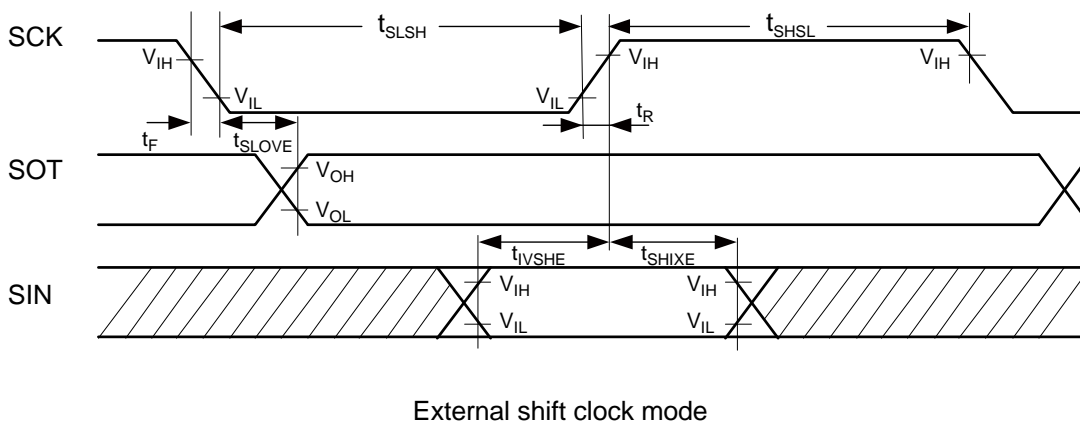 SCK
tSLSH
tSHSL
VIH
VIH
VIH
VIL
VIL
tR
tF
tSLOVE
SOT
VOH
VOL
tIVSHE
tSHIXE
SIN
VIH
VIH
VIL
VIL
External shift clock mode